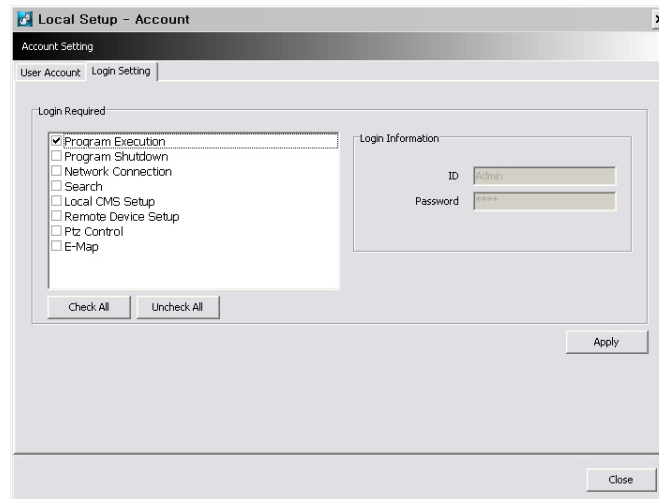 Local Setup - Account
Account Setting
User Account
Login Setting
Login Required
Program Execution
Program Shutdown
Network Connection
Search
Local CMS Setup
Remote Device Setup
Ptz Control
E-Map
Check All
Uncheck All
Login Information
ID
Admin
Password
****
Apply
Close